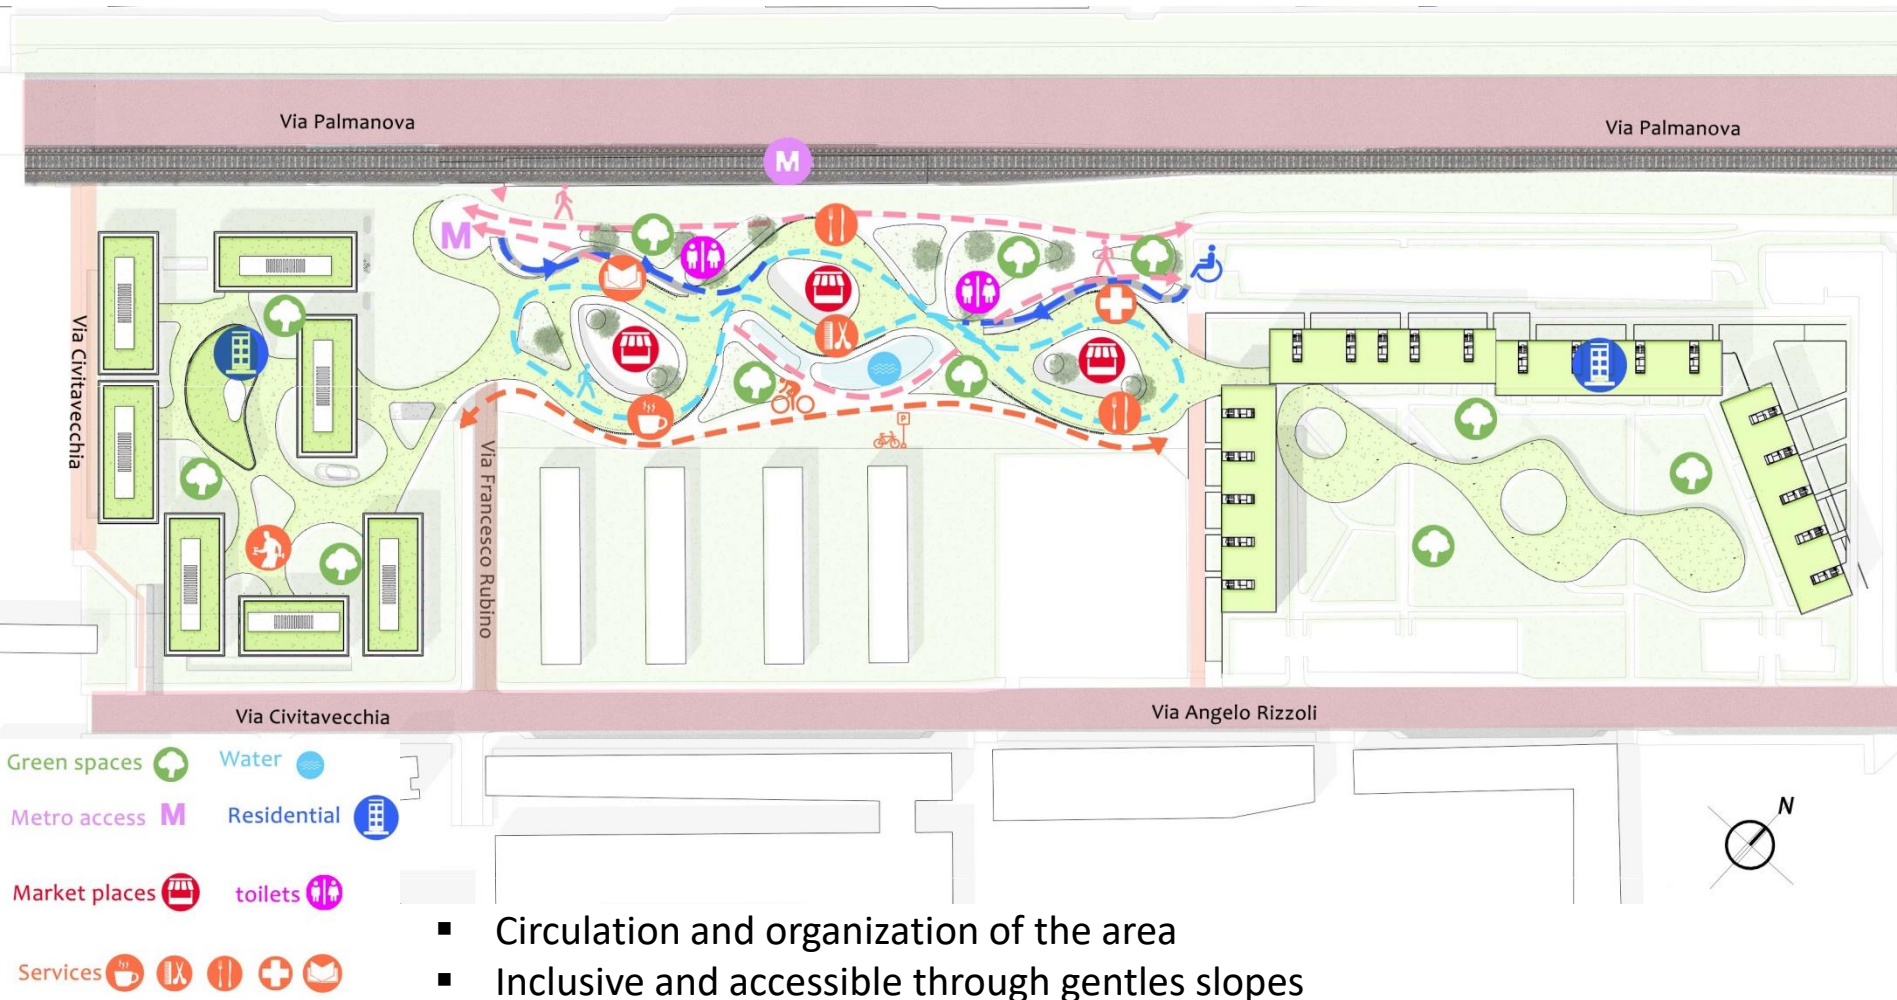 Via Palmanova
Via Palmanova
M
M
Via Civitavecchia
P
Via Francesco Rubino
Via Civitavecchia
Via Angelo Rizzoli
Green spaces
Water
Metro access M
Residential
Market places
toilets
Services
N
▪ Circulation and organization of the area
▪ Inclusive and accessible through gentles slopes